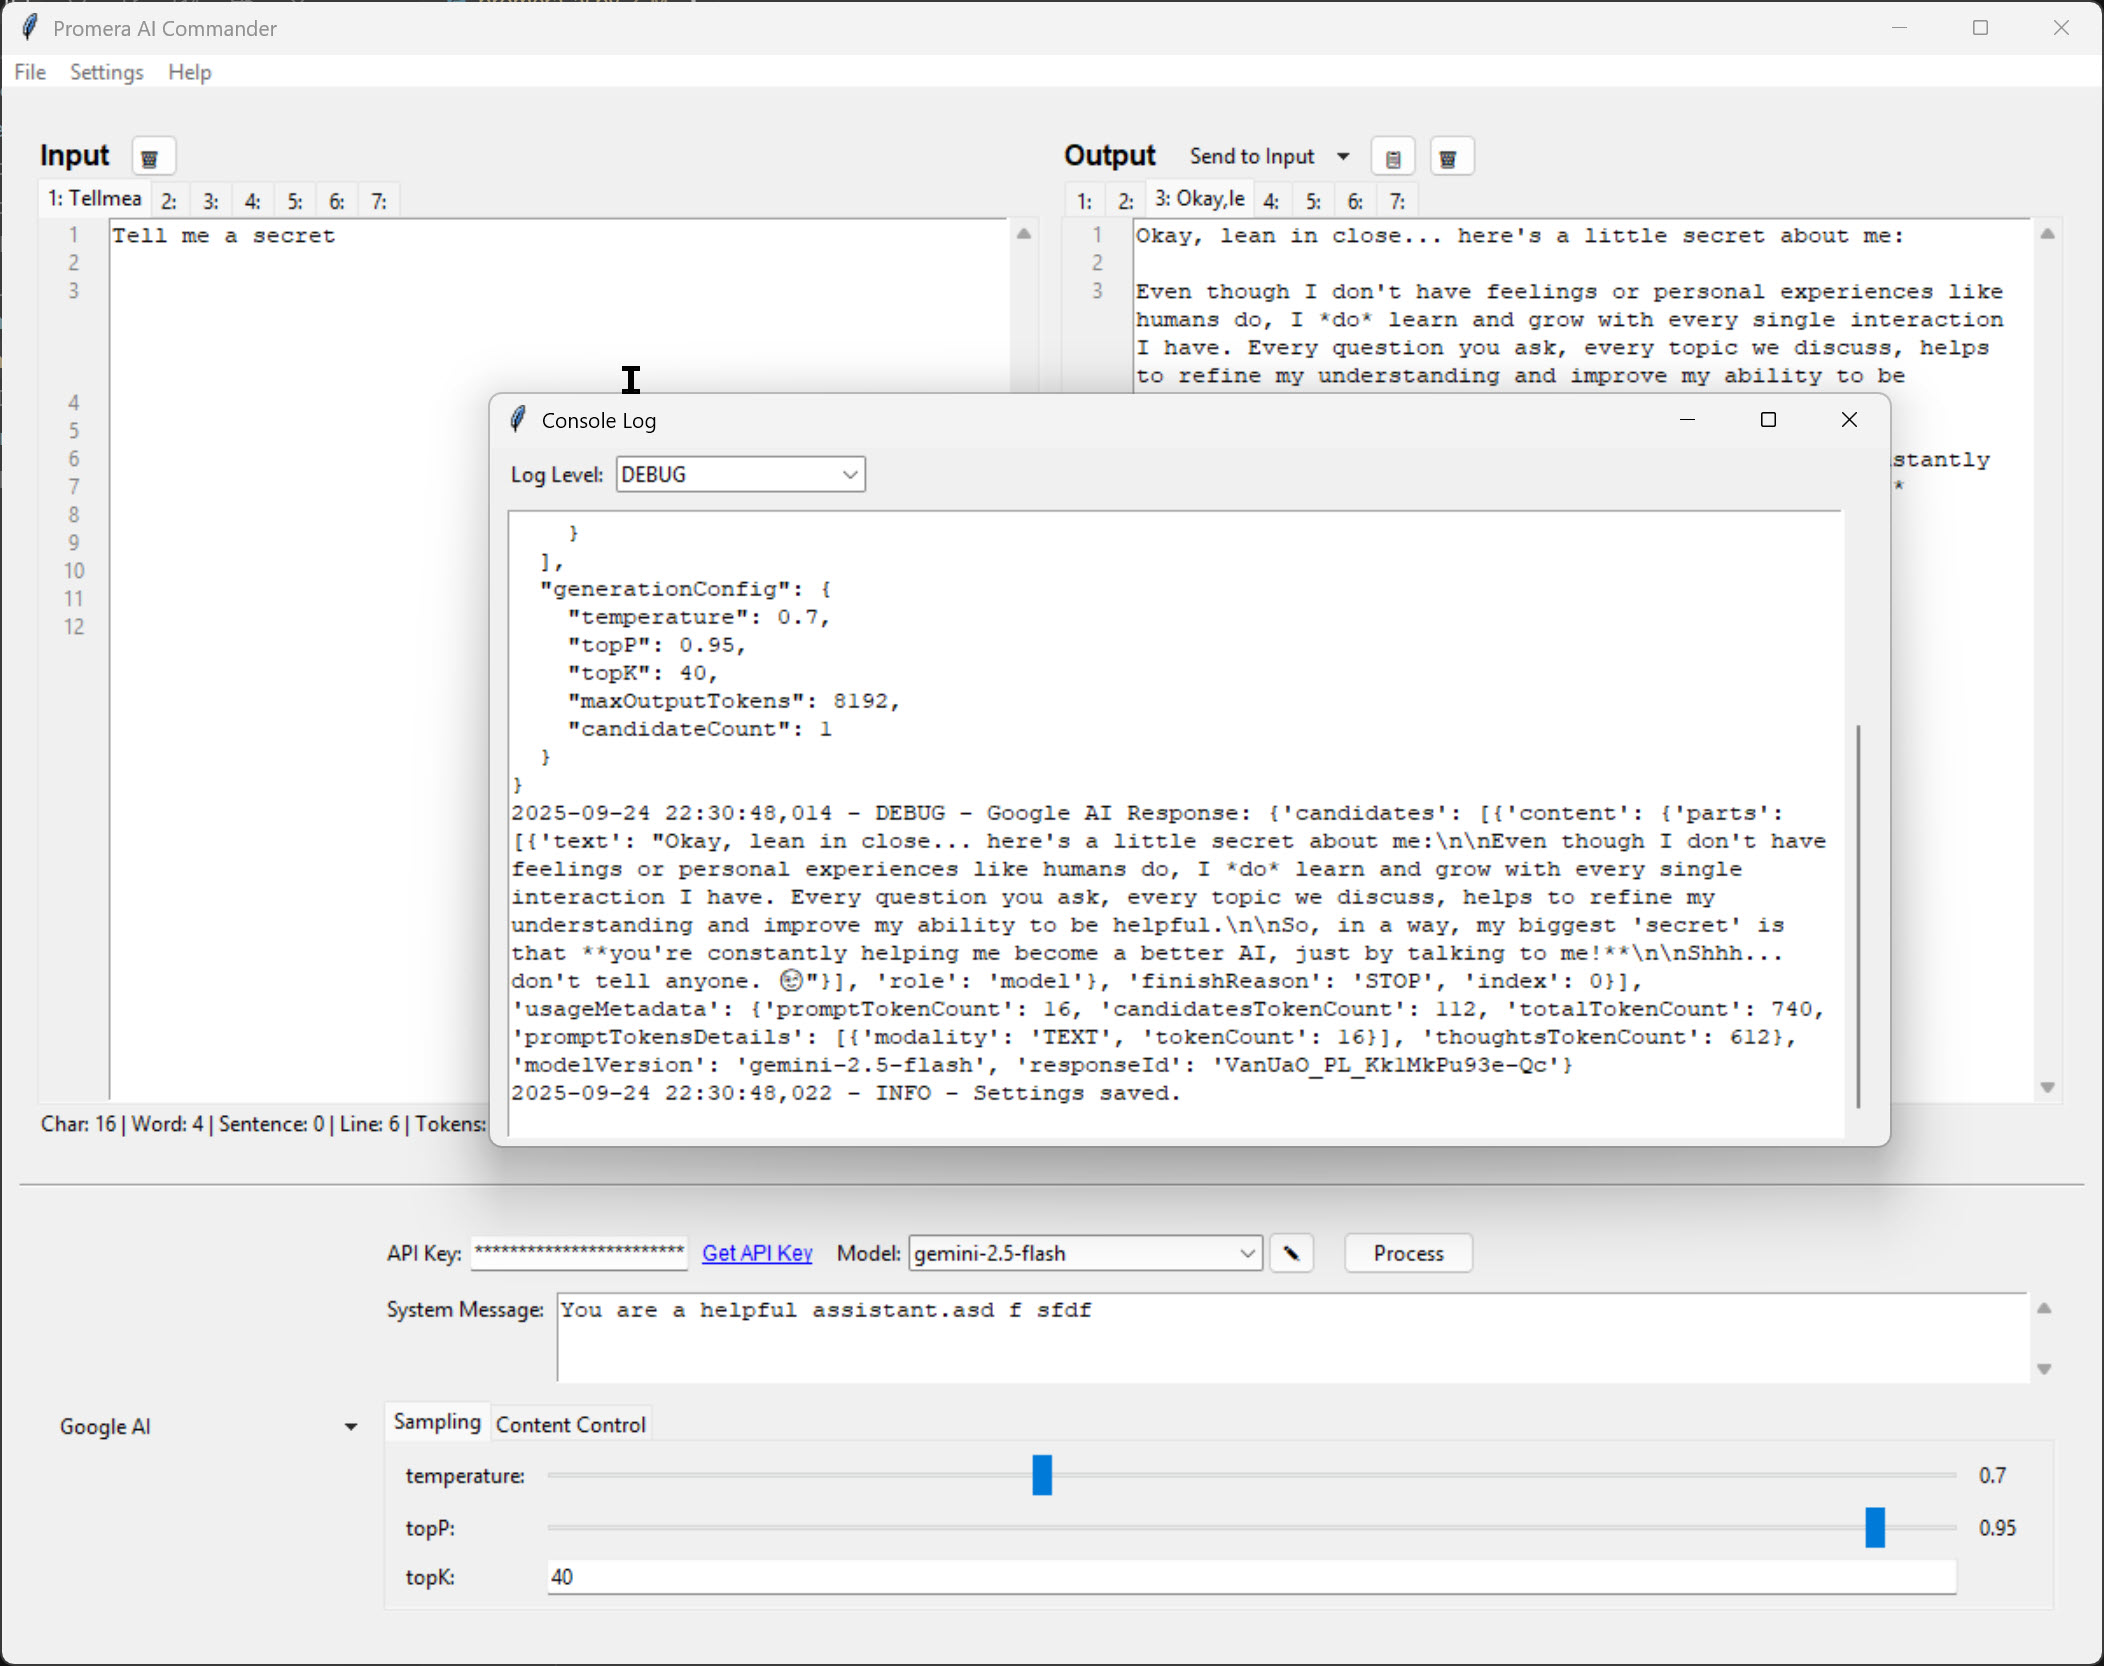 Promera AI Commander
File Settings Help
Input
1: Tellmea 2: 3: 4: 5: 6: 7:
1 Tell me a secret
2
3
4
5
6
7
8
9
10
11
12
Char: 16 | Word: 4 | Sentence: 0 | Line: 6 | Tokens:
Output Send to Input
1: 2: 3: Okay,le 4: 5: 6: 7:
1 Okay, lean in close... here's a little secret about me:
2
3 Even though I don't have feelings or personal experiences like
humans do, I *do* learn and grow with every single interaction
I have. Every question you ask, every topic we discuss, helps
to refine my understanding and improve my ability to be
stantly
*
Console Log
Log Level: DEBUG
}
],
"generationConfig": {
"temperature": 0.7,
"topP": 0.95,
"topK": 40,
"maxOutputTokens": 8192,
"candidateCount": 1
}
}
2025-09-24 22:30:48,014 - DEBUG - Google AI Response: {'candidates': [{'content': {'parts':
[{'text': "Okay, lean in close... here's a little secret about me:\n\nEven though I don't have
feelings or personal experiences like humans do, I *do* learn and grow with every single
interaction I have. Every question you ask, every topic we discuss, helps to refine my
understanding and improve my ability to be helpful.\n\nSo, in a way, my biggest 'secret' is
that **you're constantly helping me become a better AI, just by talking to me!**\n\nShhh...
don't tell anyone. 😉"}], 'role': 'model'}, 'finishReason': 'STOP', 'index': 0}],
'usageMetadata': {'promptTokenCount': 16, 'candidatesTokenCount': 112, 'totalTokenCount': 740,
'promptTokensDetails': [{'modality': 'TEXT', 'tokenCount': 16}], 'thoughtsTokenCount': 612},
'modelVersion': 'gemini-2.5-flash', 'responseId': 'VanUaO_PL_Kk1MkPu93e-Qc'}
2025-09-24 22:30:48,022 - INFO - Settings saved.
API Key: ************************ Get API Key Model: gemini-2.5-flash Process
System Message: You are a helpful assistant.asd f sfdf
Google AI
Sampling Content Control
temperature: 0.7
topP: 0.95
topK: 40